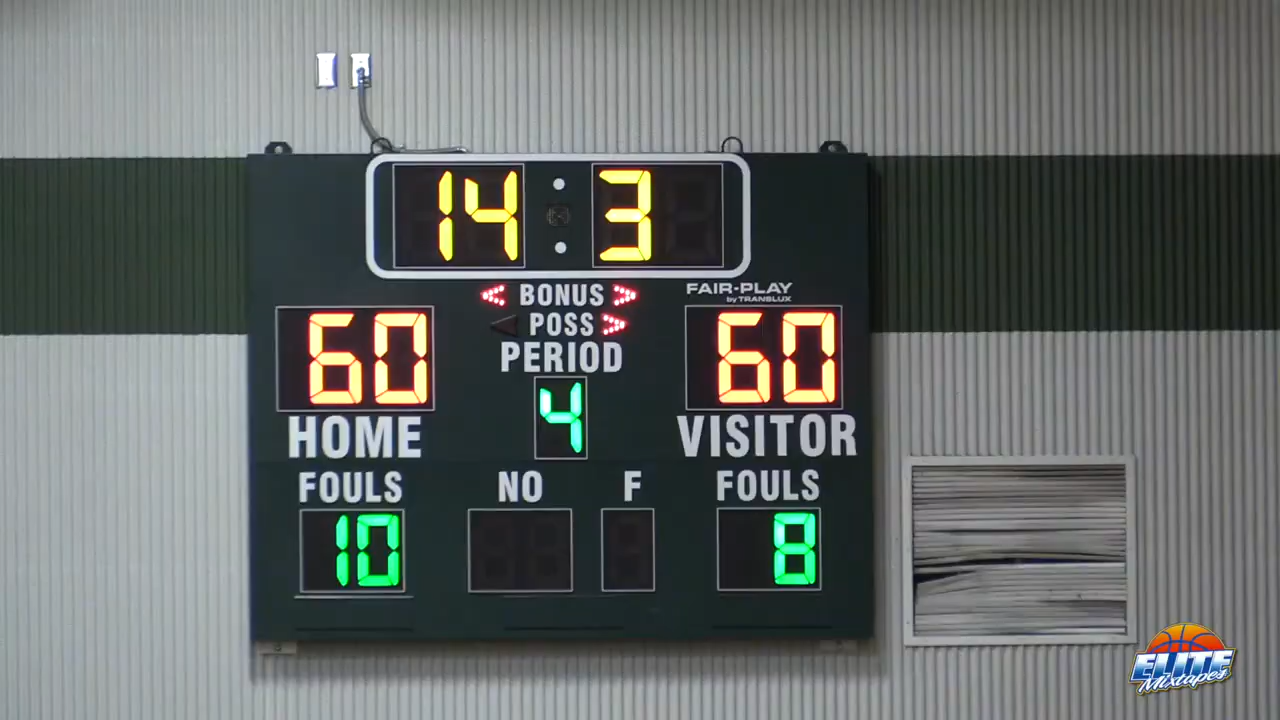 14 : 3
BONUS
FAIR-PLAY
by TRANSLUX
POSS
60
60
PERIOD
4
HOME
VISITOR
FOULS
NO
F
FOULS
10
8
ELITE
Mixtapes